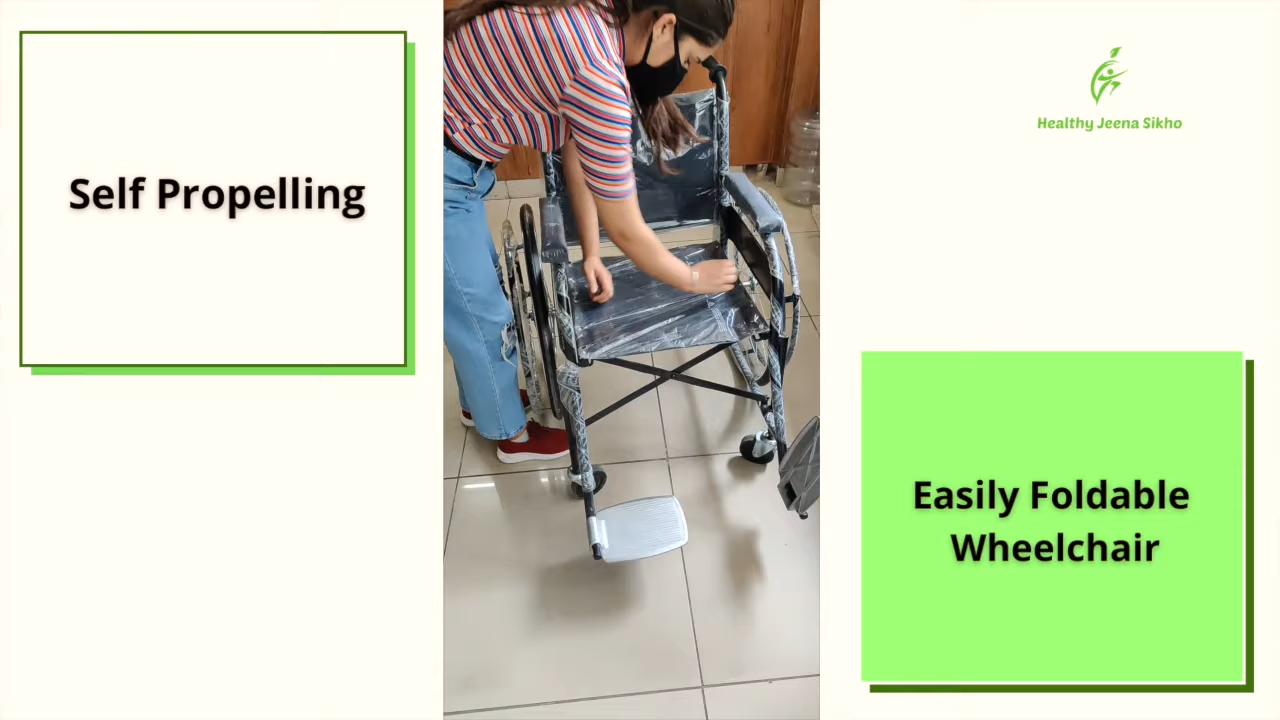 Self Propelling
Healthy Jeena Sikho
Easily Foldable
Wheelchair